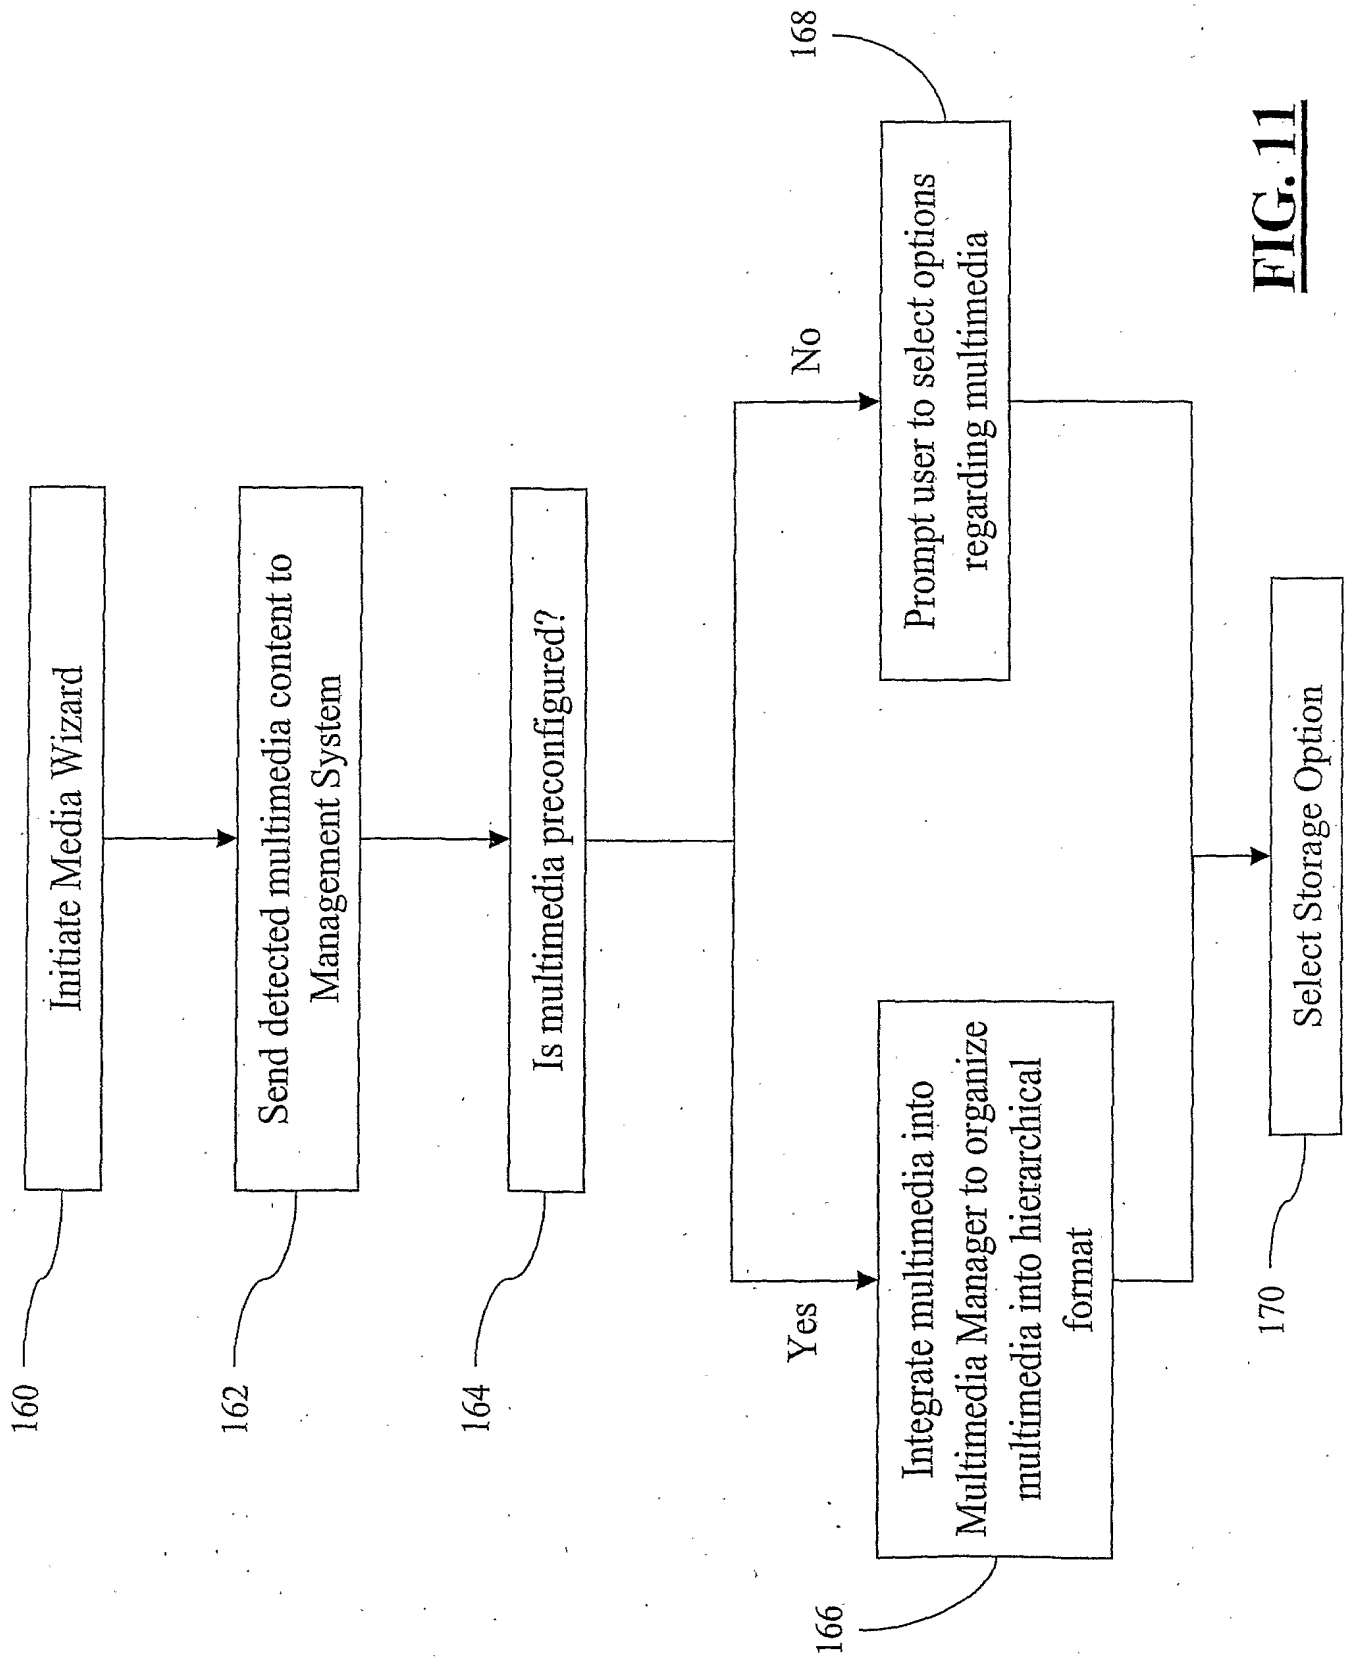 160
Initiate Media Wizard
162
Send detected multimedia content to
Management System
164
Is multimedia preconfigured?
Yes
No
166
Integrate multimedia into
Multimedia Manager to organize
multimedia into hierarchical
format
168
Prompt user to select options
regarding multimedia
170
Select Storage Option
FIG. 11